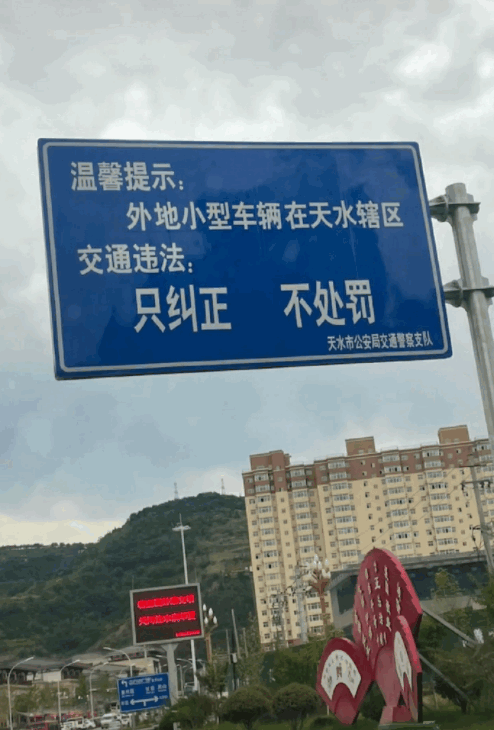 温馨提示：
外地小型车辆在天水辖区
交通违法：
只纠正 不处罚
天水市公安局交通警察支队